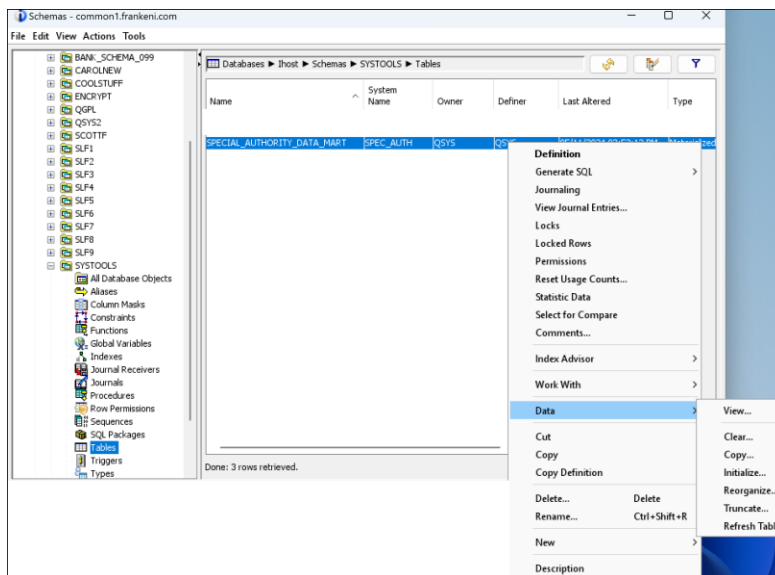 Schemas - common1.frankeni.com
File Edit View Actions Tools
BANK_SCHEMA_099
CAROLNEW
COOLSTUFF
ENCRYPT
QGPL
QSYS2
SCOTTF
SLF1
SLF2
SLF3
SLF4
SLF5
SLF6
SLF7
SLF8
SLF9
SYSTOOLS
All Database Objects
Aliases
Column Masks
Constraints
Functions
Global Variables
Indexes
Journal Receivers
Journals
Procedures
Row Permissions
Sequences
SQL Packages
Tables
Triggers
Types
Databases ▶ Ihost ▶ Schemas ▶ SYSTOOLS ▶ Tables
Name System Name Owner Definer Last Altered Type
SPECIAL_AUTHORITY_DATA_MART SPEC_AUTH QSYS
Done: 3 rows retrieved.
Definition
Generate SQL
Journaling
View Journal Entries...
Locks
Locked Rows
Permissions
Reset Usage Counts...
Statistic Data
Select for Compare
Comments...
Index Advisor
Work With
Data
Cut
Copy
Copy Definition
Delete... Delete
Rename... Ctrl+Shift+R
New
Description
View...
Clear...
Copy...
Initialize...
Reorganize..
Truncate...
Refresh Tabl